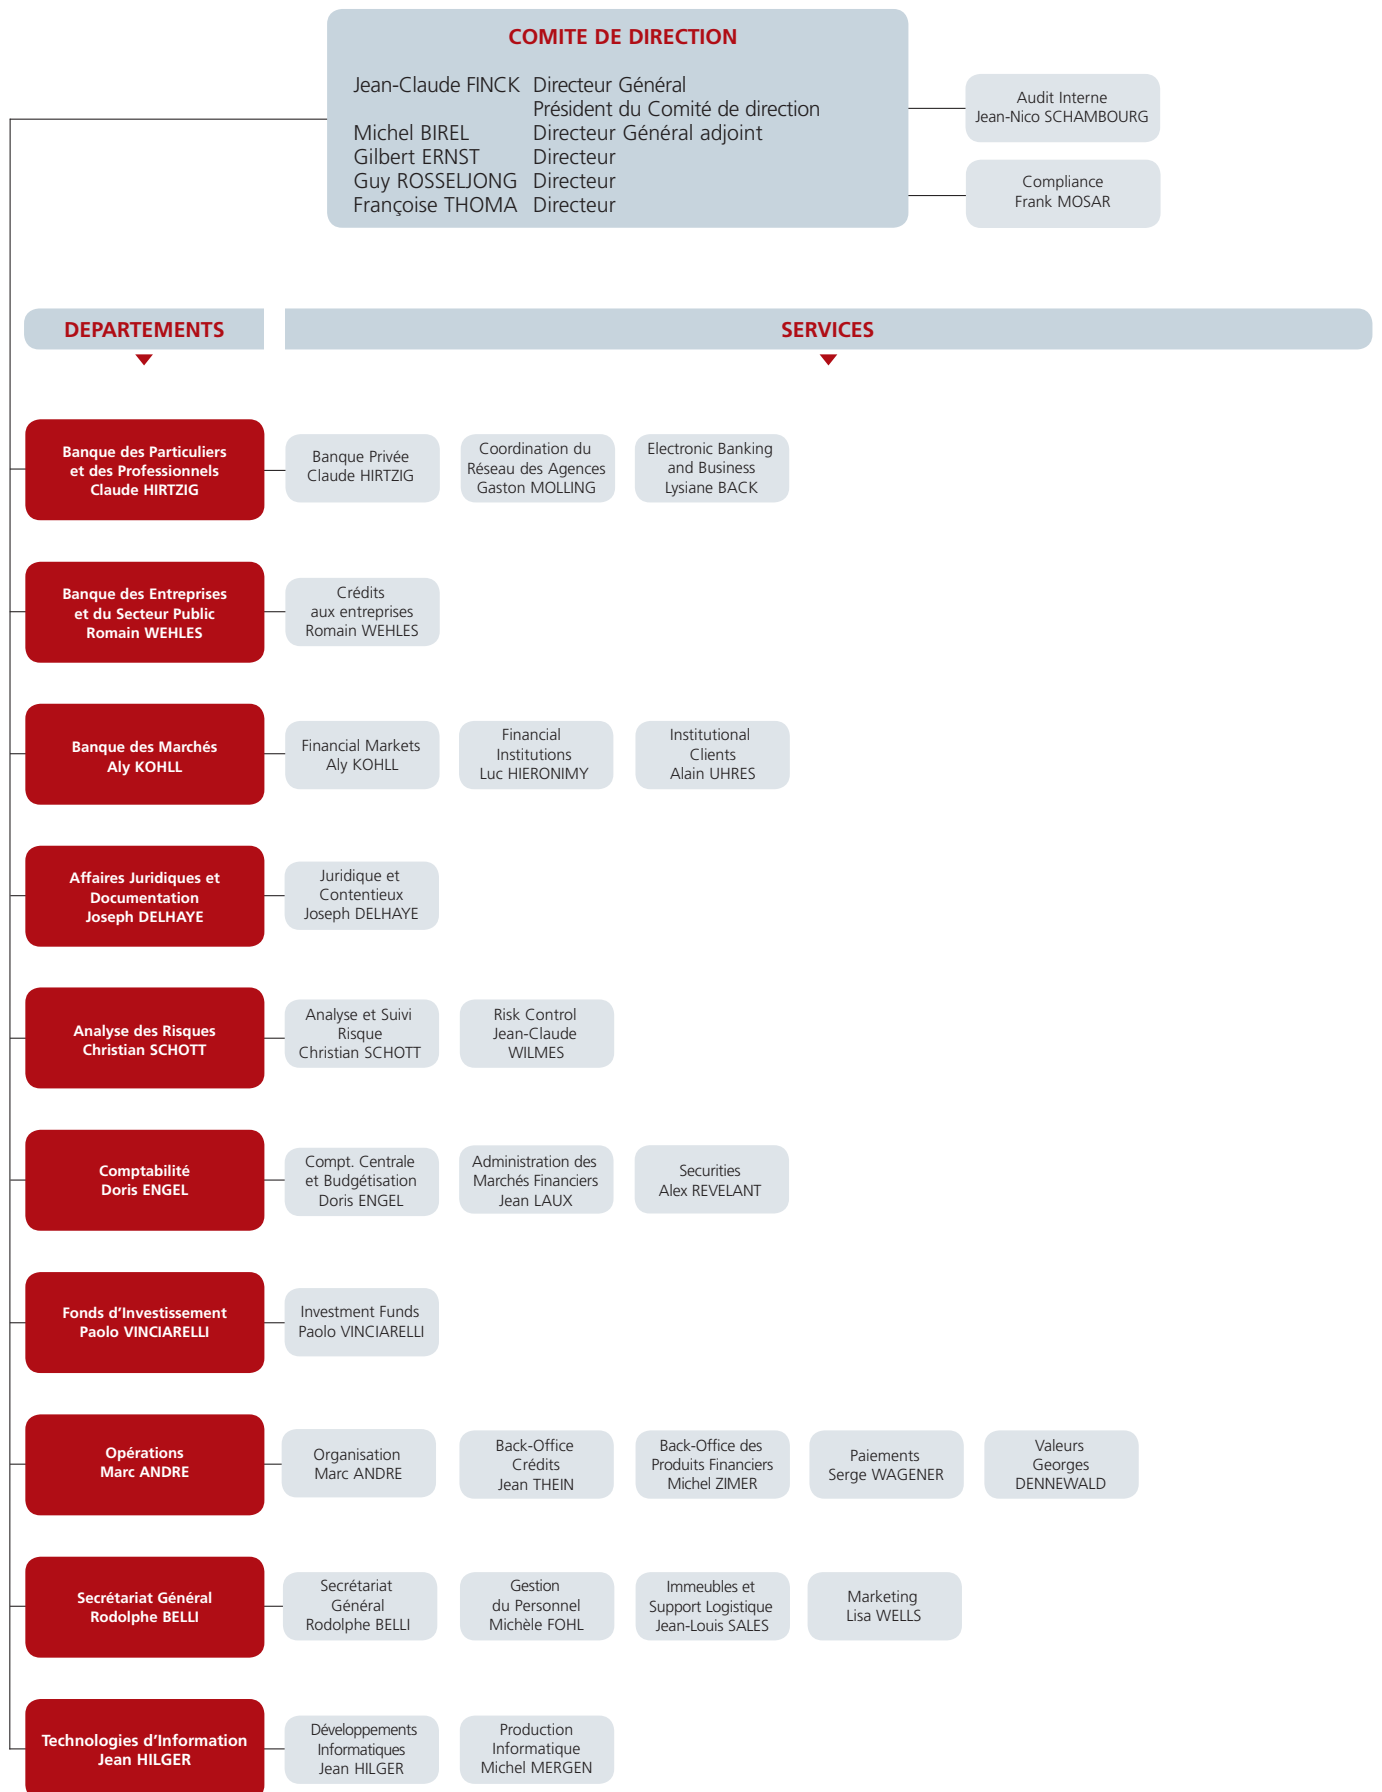 COMITE DE DIRECTION
Jean-Claude FINCK Directeur Général
Président du Comité de direction
Michel BIREL Directeur Général adjoint
Gilbert ERNST Directeur
Guy ROSSELJONG Directeur
Françoise THOMA Directeur
Audit Interne
Jean-Nico SCHAMBOURG
Compliance
Frank MOSAR
DEPARTEMENTS
SERVICES
Banque des Particuliers
et des Professionnels
Claude HIRTZIG
Banque Privée
Claude HIRTZIG
Coordination du
Réseau des Agences
Gaston MOLLING
Electronic Banking
and Business
Lysiane BACK
Banque des Entreprises
et du Secteur Public
Romain WEHLES
Crédits
aux entreprises
Romain WEHLES
Banque des Marchés
Aly KOHLL
Financial Markets
Aly KOHLL
Financial
Institutions
Luc HIERONIMY
Institutional
Clients
Alain UHRES
Affaires Juridiques et
Documentation
Joseph DELHAYE
Juridique et
Contentieux
Joseph DELHAYE
Analyse des Risques
Christian SCHOTT
Analyse et Suivi
Risque
Christian SCHOTT
Risk Control
Jean-Claude
WILMES
Comptabilité
Doris ENGEL
Compt. Centrale
et Budgétisation
Doris ENGEL
Administration des
Marchés Financiers
Jean LAUX
Securities
Alex REVELANT
Fonds d'Investissement
Paolo VINCIARELLI
Investment Funds
Paolo VINCIARELLI
Opérations
Marc ANDRE
Organisation
Marc ANDRE
Back-Office
Crédits
Jean THEIN
Back-Office des
Produits Financiers
Michel ZIMER
Paiements
Serge WAGENER
Valeurs
Georges
DENNEWALD
Secrétariat Général
Rodolphe BELLI
Secrétariat
Général
Rodolphe BELLI
Gestion
du Personnel
Michèle FOHL
Immeubles et
Support Logistique
Jean-Louis SALES
Marketing
Lisa WELLS
Technologies d'Information
Jean HILGER
Développements
Informatiques
Jean HILGER
Production
Informatique
Michel MERGEN